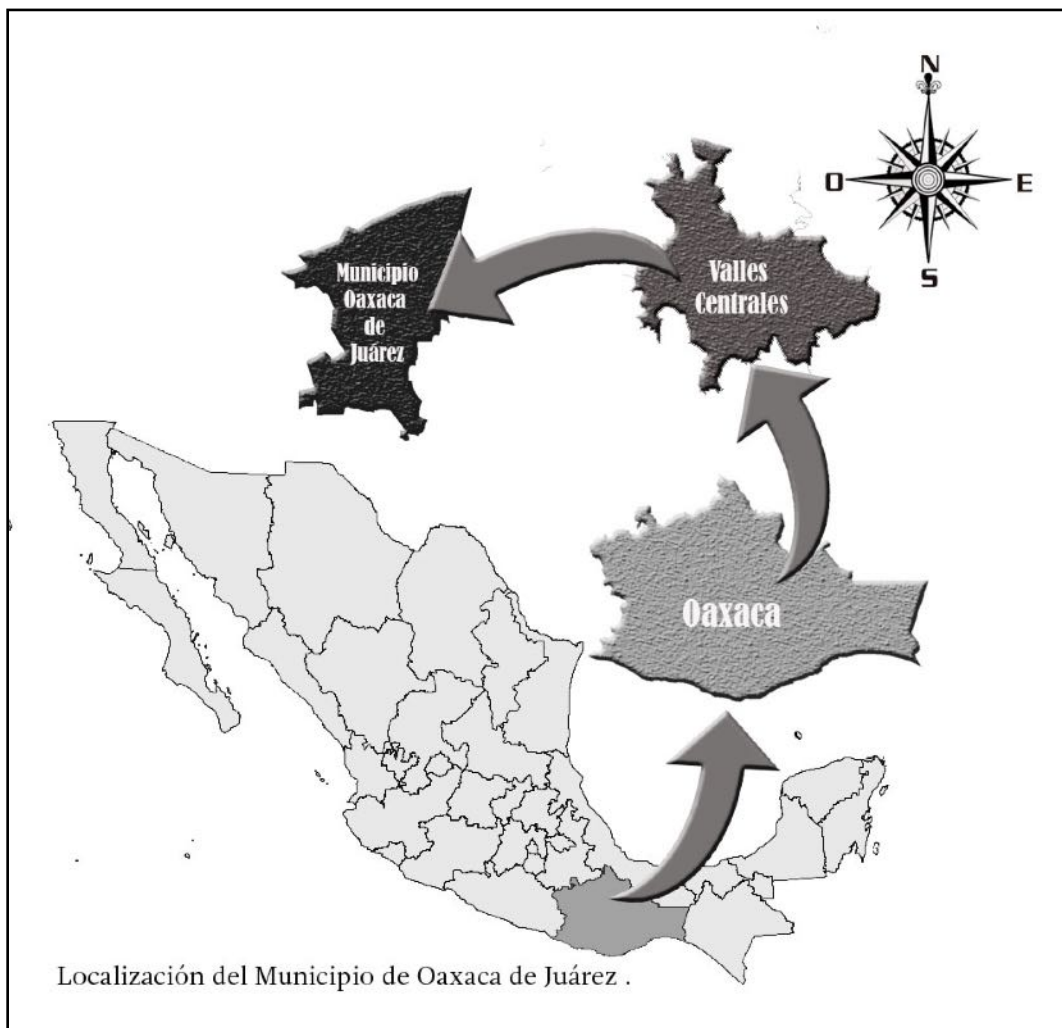 N
O
E
S
Valles
Centrales
Municipio
Oaxaca
de
Juárez
Oaxaca
Localización del Municipio de Oaxaca de Juárez .